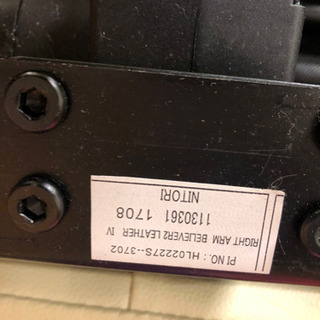 PI NO.: HL02227S--3702
RIGHT ARM BELIEVER2 LEATHER IV
1130361 1708
NITORI